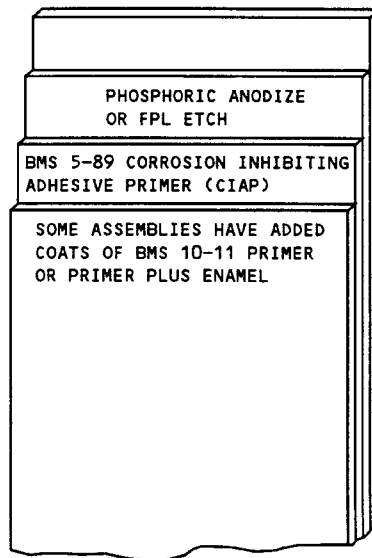 PHOSPHORIC ANODIZE
OR FPL ETCH
BMS 5-89 CORROSION INHIBITING
ADHESIVE PRIMER (CIAP)
SOME ASSEMBLIES HAVE ADDED
COATS OF BMS 10-11 PRIMER
OR PRIMER PLUS ENAMEL